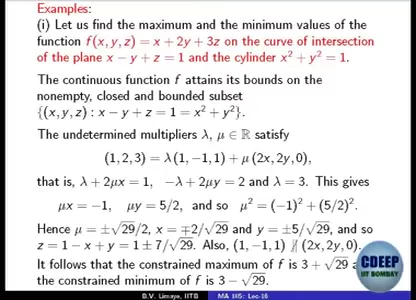 Examples:
(i) Let us find the maximum and the minimum values of the
function f(x, y, z) = x + 2y + 3z on the curve of intersection
of the plane x − y + z = 1 and the cylinder x² + y² = 1.
The continuous function f attains its bounds on the
nonempty, closed and bounded subset
{(x, y, z) : x − y + z = 1 = x² + y²}.
The undetermined multipliers λ, μ ∈ ℝ satisfy
(1, 2, 3) = λ(1, −1, 1) + μ(2x, 2y, 0),
that is, λ + 2μx = 1, −λ + 2μy = 2 and λ = 3. This gives
μx = −1, μy = 5/2, and so μ² = (−1)² + (5/2)².
Hence μ = ±√29/2, x = ∓2/√29 and y = ±5/√29, and so
z = 1 − x + y = 1 ± 7/√29. Also, (1, −1, 1) ∦ (2x, 2y, 0).
It follows that the constrained maximum of f is 3 + √29
the constrained minimum of f is 3 − √29.
CDEEP
IIT BOMBAY
B.V. Limaye, IITB MA 105: Lec-16